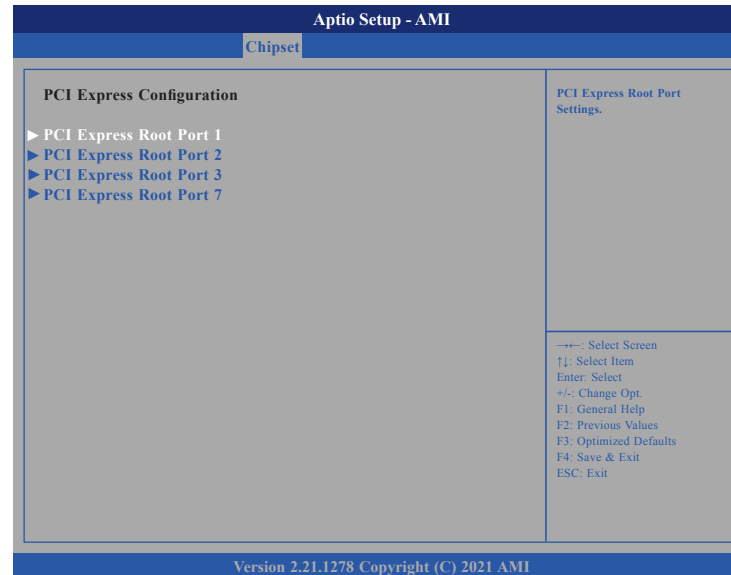 Aptio Setup - AMI
Chipset
PCI Express Configuration
▶ PCI Express Root Port 1
▶ PCI Express Root Port 2
▶ PCI Express Root Port 3
▶ PCI Express Root Port 7
PCI Express Root Port
Settings.
→←: Select Screen
↑↓: Select Item
Enter: Select
+/-: Change Opt.
F1: General Help
F2: Previous Values
F3: Optimized Defaults
F4: Save & Exit
ESC: Exit
Version 2.21.1278 Copyright (C) 2021 AMI